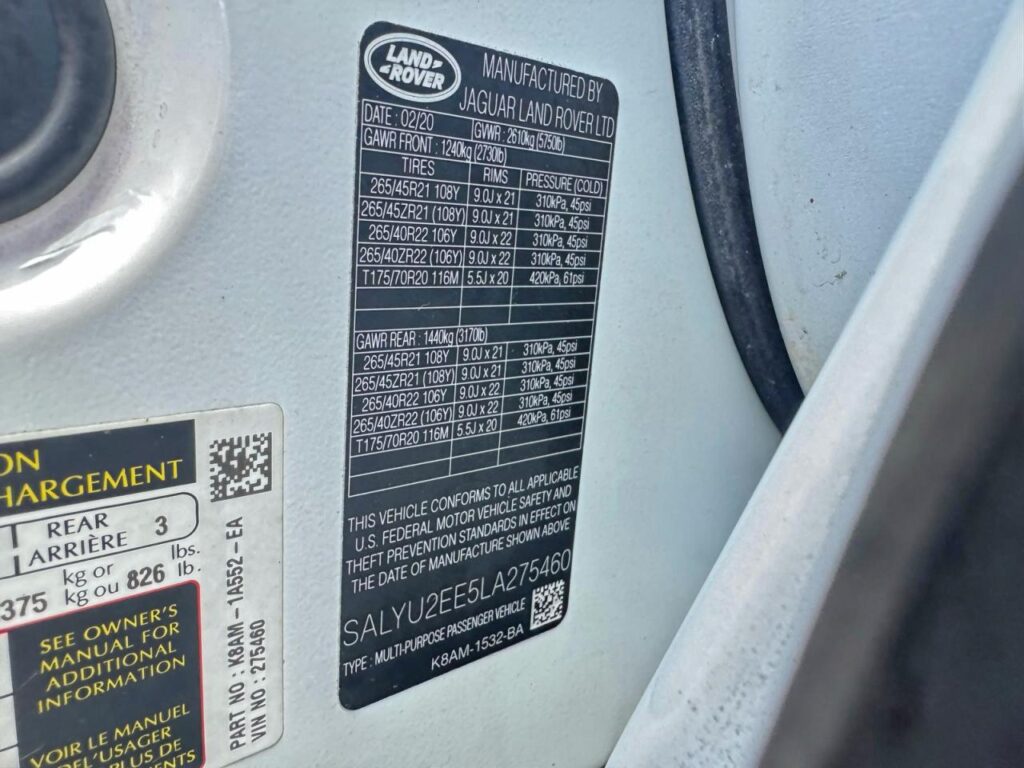 LAND
ROVER
MANUFACTURED BY
JAGUAR LAND ROVER LTD
DATE : 02/20 GVWR : 2610kg (5750lb)
GAWR FRONT : 1240kg (2730lb)
TIRES RIMS PRESSURE (COLD)
265/45R21 108Y 9.0J x 21 310kPa, 45psi
265/45ZR21 (108Y) 9.0J x 21 310kPa, 45psi
265/40R22 106Y 9.0J x 22 310kPa, 45psi
265/40ZR22 (106Y) 9.0J x 22 310kPa, 45psi
T175/70R20 116M 5.5J x 20 420kPa, 61psi
GAWR REAR : 1440kg (3170lb)
265/45R21 108Y 9.0J x 21 310kPa, 45psi
265/45ZR21 (108Y) 9.0J x 21 310kPa, 45psi
265/40R22 106Y 9.0J x 22 310kPa, 45psi
265/40ZR22 (106Y) 9.0J x 22 310kPa, 45psi
T175/70R20 116M 5.5J x 20 420kPa, 61psi
THIS VEHICLE CONFORMS TO ALL APPLICABLE
U.S. FEDERAL MOTOR VEHICLE SAFETY AND
THEFT PREVENTION STANDARDS IN EFFECT ON
THE DATE OF MANUFACTURE SHOWN ABOVE
SALYU2EE5LA275460
TYPE : MULTI-PURPOSE PASSENGER VEHICLE
K8AM-1532-BA
ON
HARGEMENT
REAR
ARRIÈRE 3
375 kg or
kg ou 826 lbs.
lb.
SEE OWNER'S
MANUAL FOR
ADDITIONAL
INFORMATION
VOIR LE MANUEL
DE L'USAGER
PLUS DE
MENTS
PART NO : K8AM-1A552-EA
VIN NO : 275460